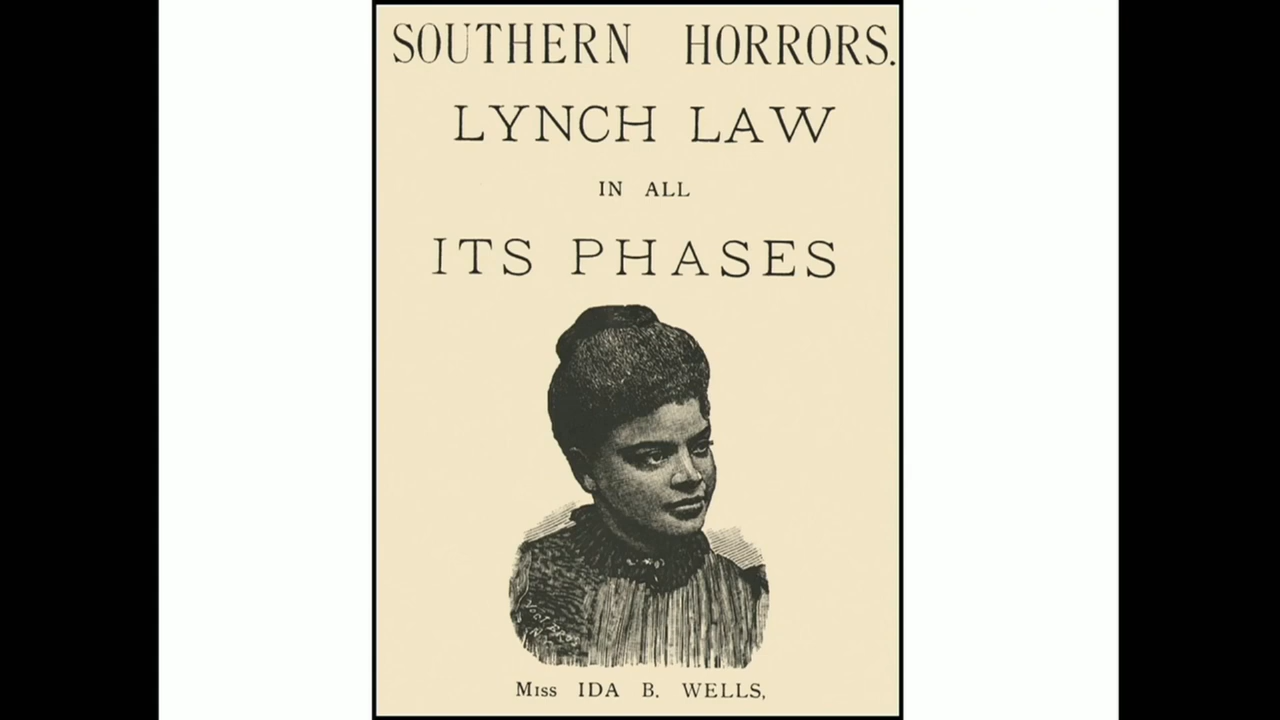 SOUTHERN HORRORS.
LYNCH LAW
IN ALL
ITS PHASES
Miss IDA B. WELLS,